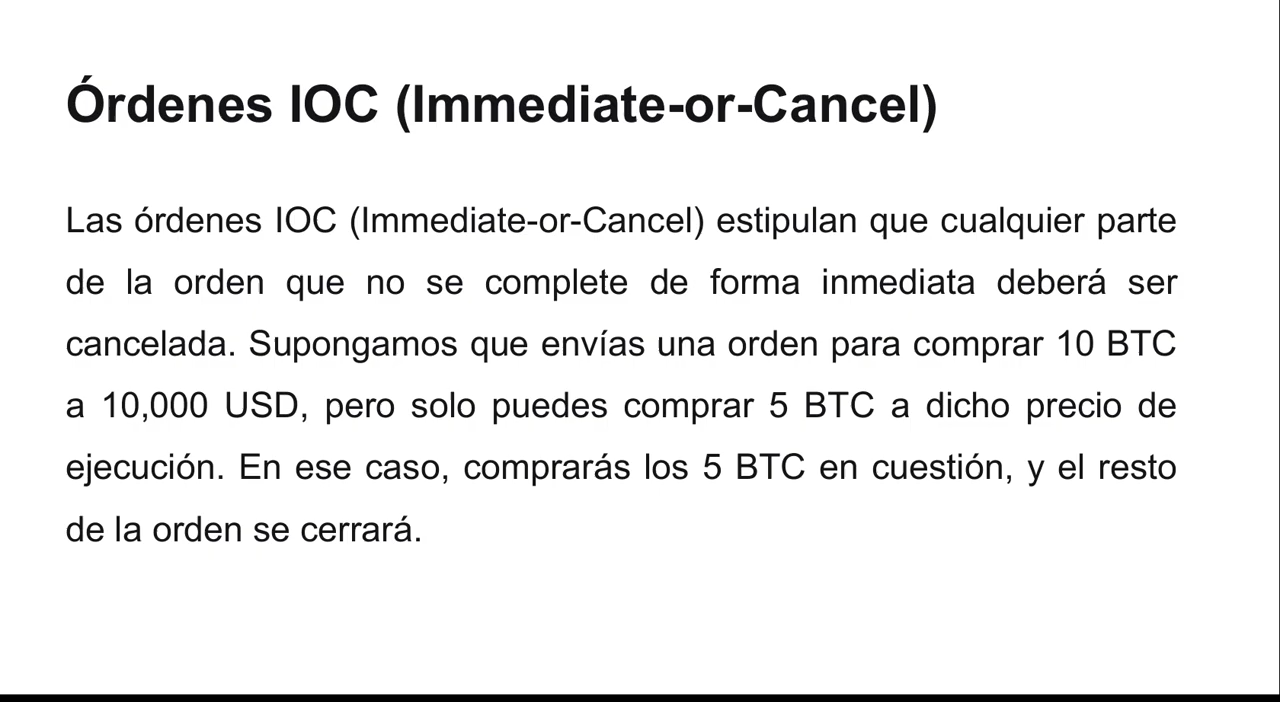 Órdenes IOC (Immediate-or-Cancel)
Las órdenes IOC (Immediate-or-Cancel) estipulan que cualquier parte
de la orden que no se complete de forma inmediata deberá ser
cancelada. Supongamos que envías una orden para comprar 10 BTC
a 10,000 USD, pero solo puedes comprar 5 BTC a dicho precio de
ejecución. En ese caso, comprarás los 5 BTC en cuestión, y el resto
de la orden se cerrará.